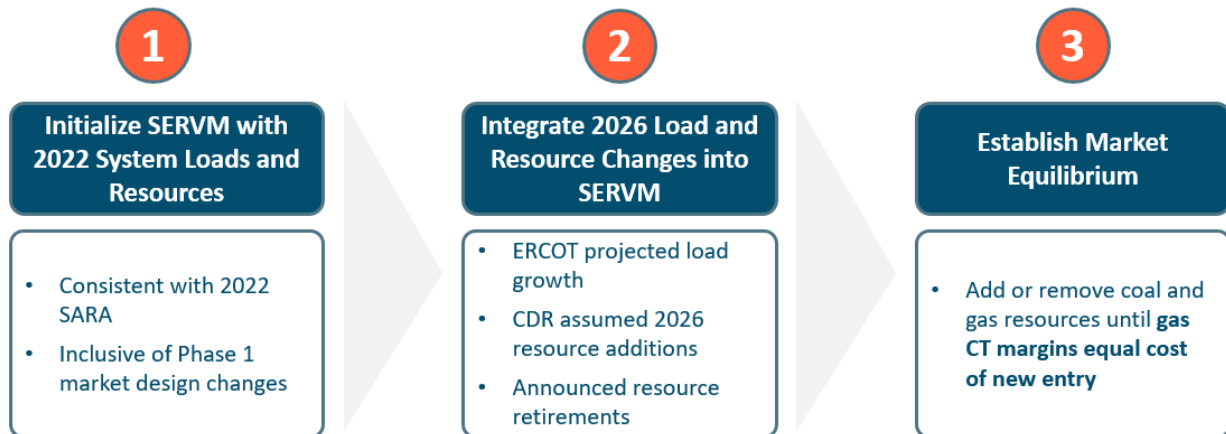 1
Initialize SERVM with
2022 System Loads and
Resources
• Consistent with 2022
SARA
• Inclusive of Phase 1
market design changes
2
Integrate 2026 Load and
Resource Changes into
SERVM
• ERCOT projected load
growth
• CDR assumed 2026
resource additions
• Announced resource
retirements
3
Establish Market
Equilibrium
• Add or remove coal and
gas resources until gas
CT margins equal cost
of new entry